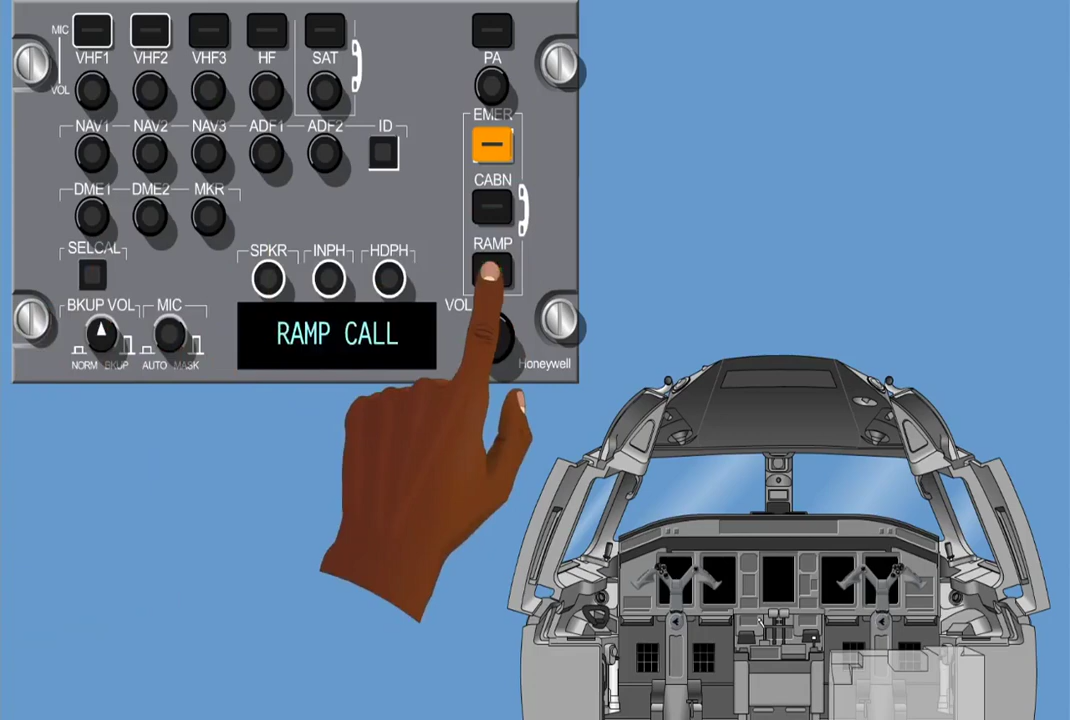 MIC
VHF1 VHF2 VHF3 HF SAT PA
VOL
EMER
NAV1 NAV2 NAV3 ADF1 ADF2 ID
CABN
DME1 DME2 MKR
RAMP
SELCAL SPKR INPH HDPH
BKUP VOL MIC VOL
RAMP CALL
NORM BKUP AUTO MASK Honeywell